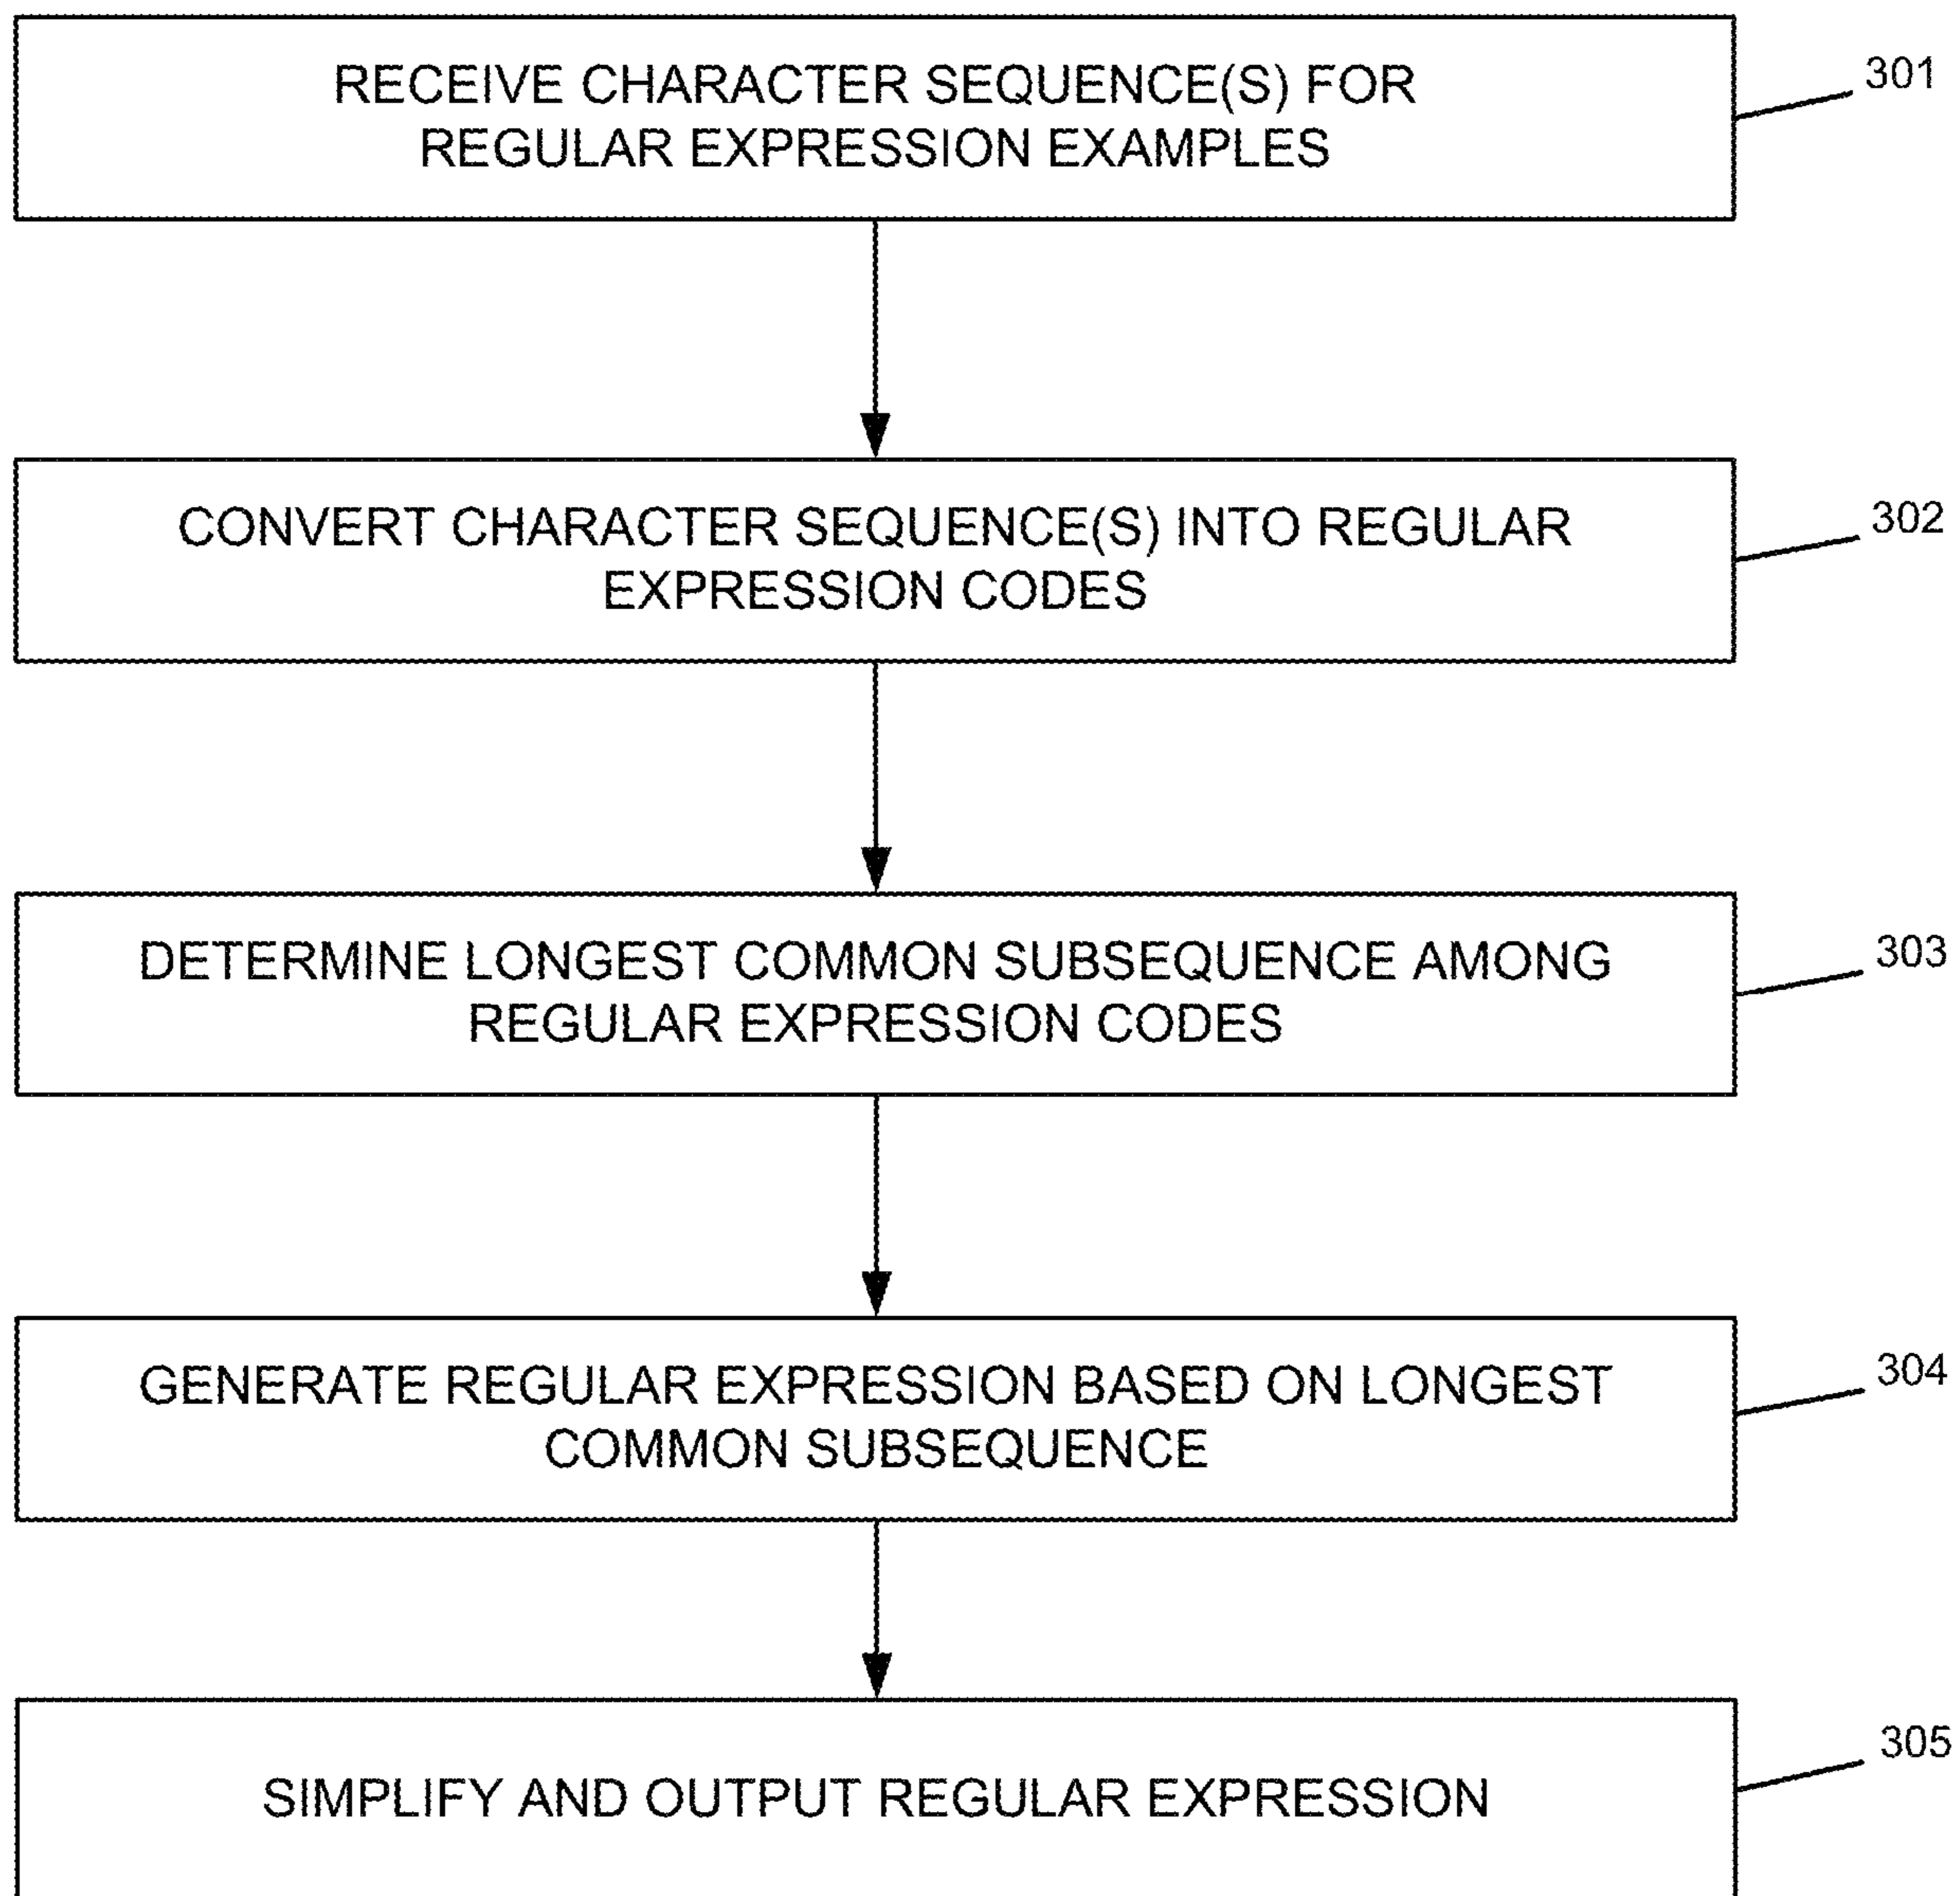 RECEIVE CHARACTER SEQUENCE(S) FOR
REGULAR EXPRESSION EXAMPLES
301
CONVERT CHARACTER SEQUENCE(S) INTO REGULAR
EXPRESSION CODES
302
DETERMINE LONGEST COMMON SUBSEQUENCE AMONG
REGULAR EXPRESSION CODES
303
GENERATE REGULAR EXPRESSION BASED ON LONGEST
COMMON SUBSEQUENCE
304
SIMPLIFY AND OUTPUT REGULAR EXPRESSION
305